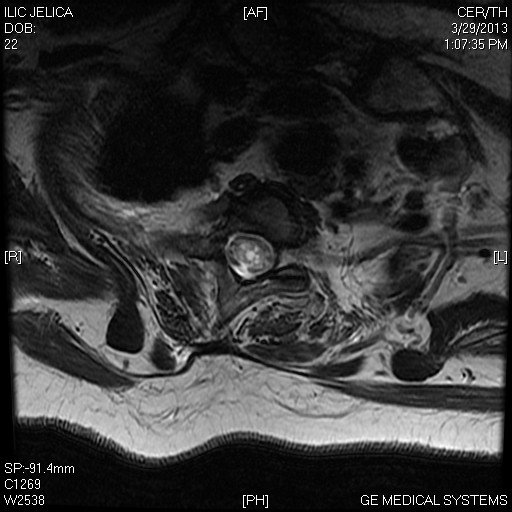 ILIC JELICA
DOB:
22
[AF]
CER/TH
3/29/2013
1:07:35 PM
[R]
[L]
SP:-91.4mm
C1269
W2538
[PH]
GE MEDICAL SYSTEMS